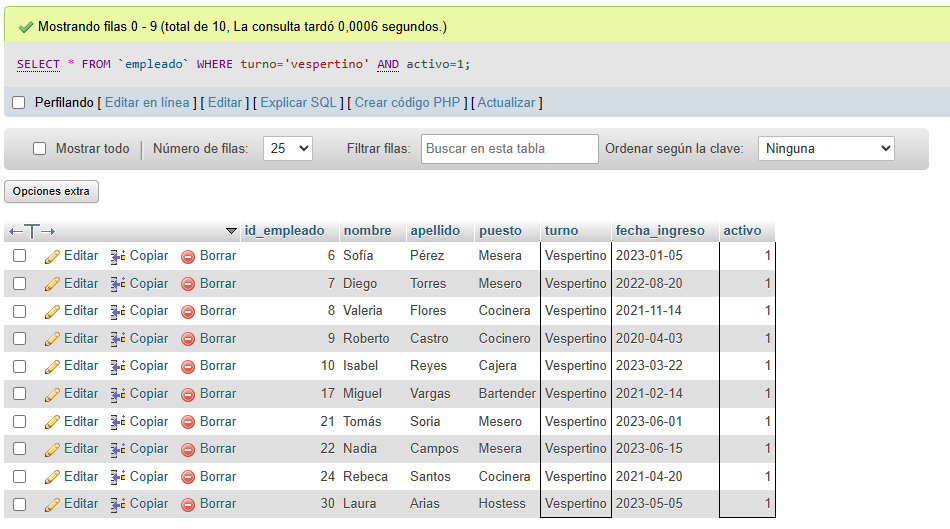 Mostrando filas 0 - 9 (total de 10, La consulta tardó 0,0006 segundos.)
SELECT * FROM `empleado` WHERE turno='vespertino' AND activo=1;
Perfilando [ Editar en línea ] [ Editar ] [ Explicar SQL ] [ Crear código PHP ] [ Actualizar ]
Mostrar todo | Número de filas: 25 Filtrar filas: Buscar en esta tabla Ordenar según la clave: Ninguna
Opciones extra
←T→ id_empleado nombre apellido puesto turno fecha_ingreso activo
Editar Copiar Borrar 6 Sofía Pérez Mesera Vespertino 2023-01-05 1
Editar Copiar Borrar 7 Diego Torres Mesero Vespertino 2022-08-20 1
Editar Copiar Borrar 8 Valeria Flores Cocinera Vespertino 2021-11-14 1
Editar Copiar Borrar 9 Roberto Castro Cocinero Vespertino 2020-04-03 1
Editar Copiar Borrar 10 Isabel Reyes Cajera Vespertino 2023-03-22 1
Editar Copiar Borrar 17 Miguel Vargas Bartender Vespertino 2021-02-14 1
Editar Copiar Borrar 21 Tomás Soria Mesero Vespertino 2023-06-01 1
Editar Copiar Borrar 22 Nadia Campos Mesera Vespertino 2023-06-15 1
Editar Copiar Borrar 24 Rebeca Santos Cocinera Vespertino 2021-04-20 1
Editar Copiar Borrar 30 Laura Arias Hostess Vespertino 2023-05-05 1